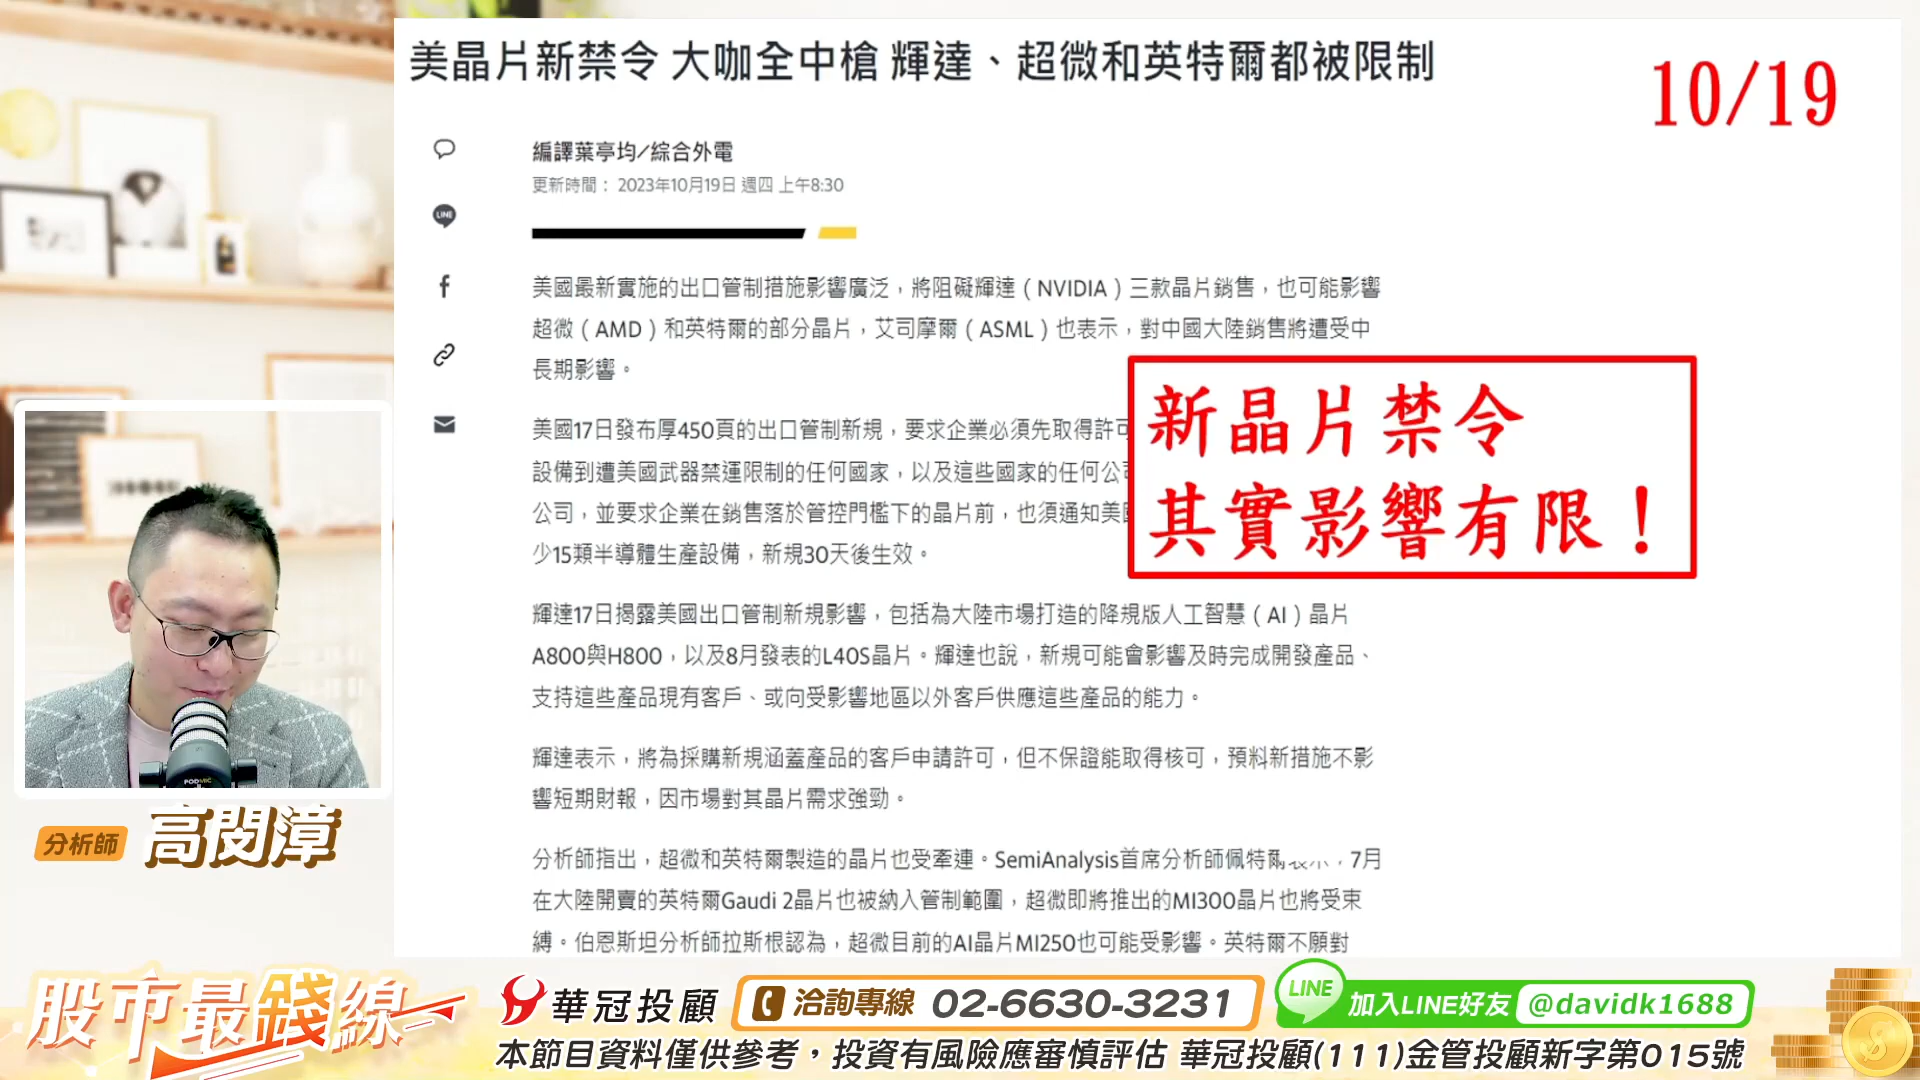 美晶片新禁令 大咖全中槍 輝達、超微和英特爾都被限制
10/19
編譯葉亭均/綜合外電
更新時間： 2023年10月19日 週四 上午8:30
LINE
美國最新實施的出口管制措施影響廣泛，將阻礙輝達（NVIDIA）三款晶片銷售，也可能影響
超微（AMD）和英特爾的部分晶片，艾司摩爾（ASML）也表示，對中國大陸銷售將遭受中
長期影響。
美國17日發布厚450頁的出口管制新規，要求企業必須先取得許可
設備到遭美國武器禁運限制的任何國家，以及這些國家的任何公司
公司，並要求企業在銷售落於管控門檻下的晶片前，也須通知美國
少15類半導體生產設備，新規30天後生效。
新晶片禁令
其實影響有限！
輝達17日揭露美國出口管制新規影響，包括為大陸市場打造的降規版人工智慧（AI）晶片
A800與H800，以及8月發表的L40S晶片。輝達也說，新規可能會影響及時完成開發產品、
支持這些產品現有客戶、或向受影響地區以外客戶供應這些產品的能力。
輝達表示，將為採購新規涵蓋產品的客戶申請許可，但不保證能取得核可，預料新措施不影
響短期財報，因市場對其晶片需求強勁。
分析師指出，超微和英特爾製造的晶片也受牽連。SemiAnalysis首席分析師佩特爾表示，7月
在大陸開賣的英特爾Gaudi 2晶片也被納入管制範圍，超微即將推出的MI300晶片也將受束
縛。伯恩斯坦分析師拉斯根認為，超微目前的AI晶片MI250也可能受影響。英特爾不願對
PODMIC
分析師 高閔漳
股市最錢線
華冠投顧
洽詢專線 02-6630-3231
LINE 加入LINE好友 @davidk1688
本節目資料僅供參考，投資有風險應審慎評估 華冠投顧(111)金管投顧新字第015號